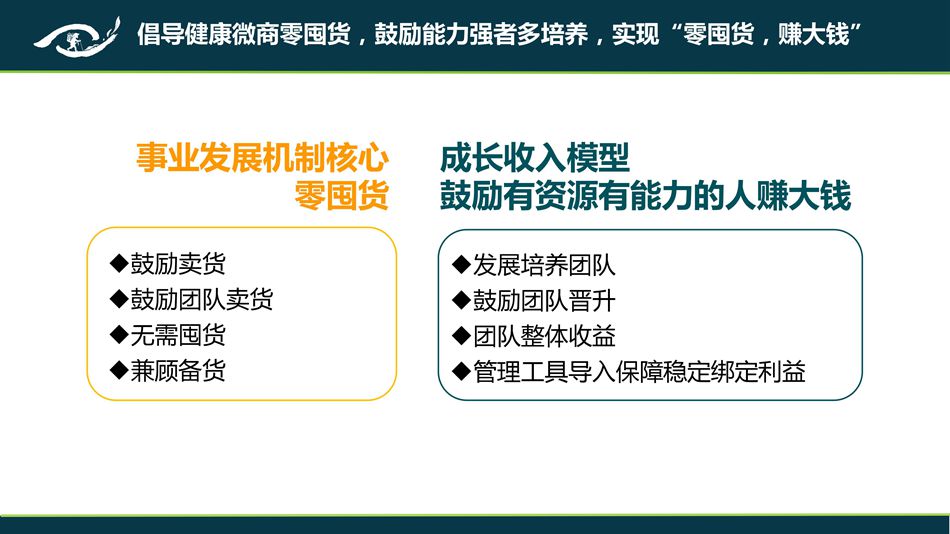 倡导健康微商零囤货，鼓励能力强者多培养，实现“零囤货，赚大钱”
事业发展机制核心
零囤货
◆鼓励卖货
◆鼓励团队卖货
◆无需囤货
◆兼顾备货
成长收入模型
鼓励有资源有能力的人赚大钱
◆发展培养团队
◆鼓励团队晋升
◆团队整体收益
◆管理工具导入保障稳定绑定利益